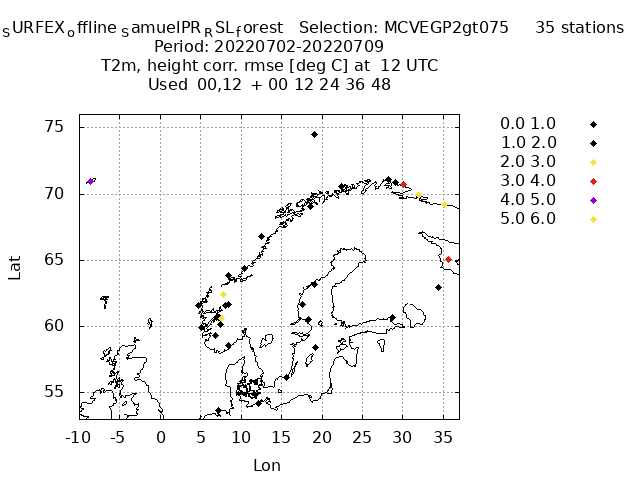 SURFEXoffline SamuelPRRSLforest Selection: MCVEGP2gt075 35 stations
Period: 20220702-20220709
T2m, height corr. rmse [deg C] at 12 UTC
Used 00,12 + 00 12 24 36 48
0.0 1.0
1.0 2.0
2.0 3.0
3.0 4.0
4.0 5.0
5.0 6.0
75
70
65
60
55
Lat
-10 -5 0 5 10 15 20 25 30 35
Lon